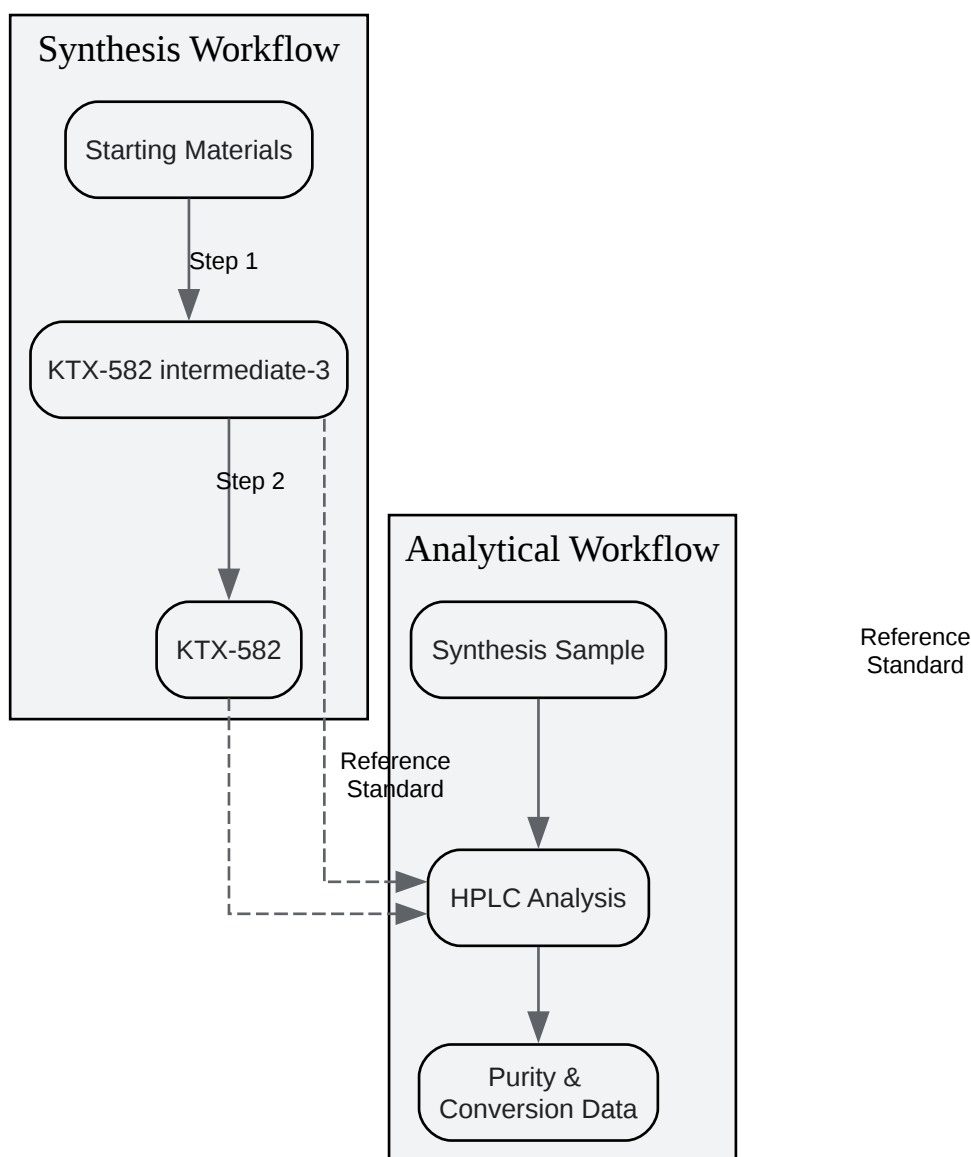 Synthesis Workflow
Starting Materials
Step 1
KTX-582 intermediate-3
Step 2
KTX-582
Analytical Workflow
Synthesis Sample
Reference
Standard
Reference
Standard
HPLC Analysis
Purity &
Conversion Data